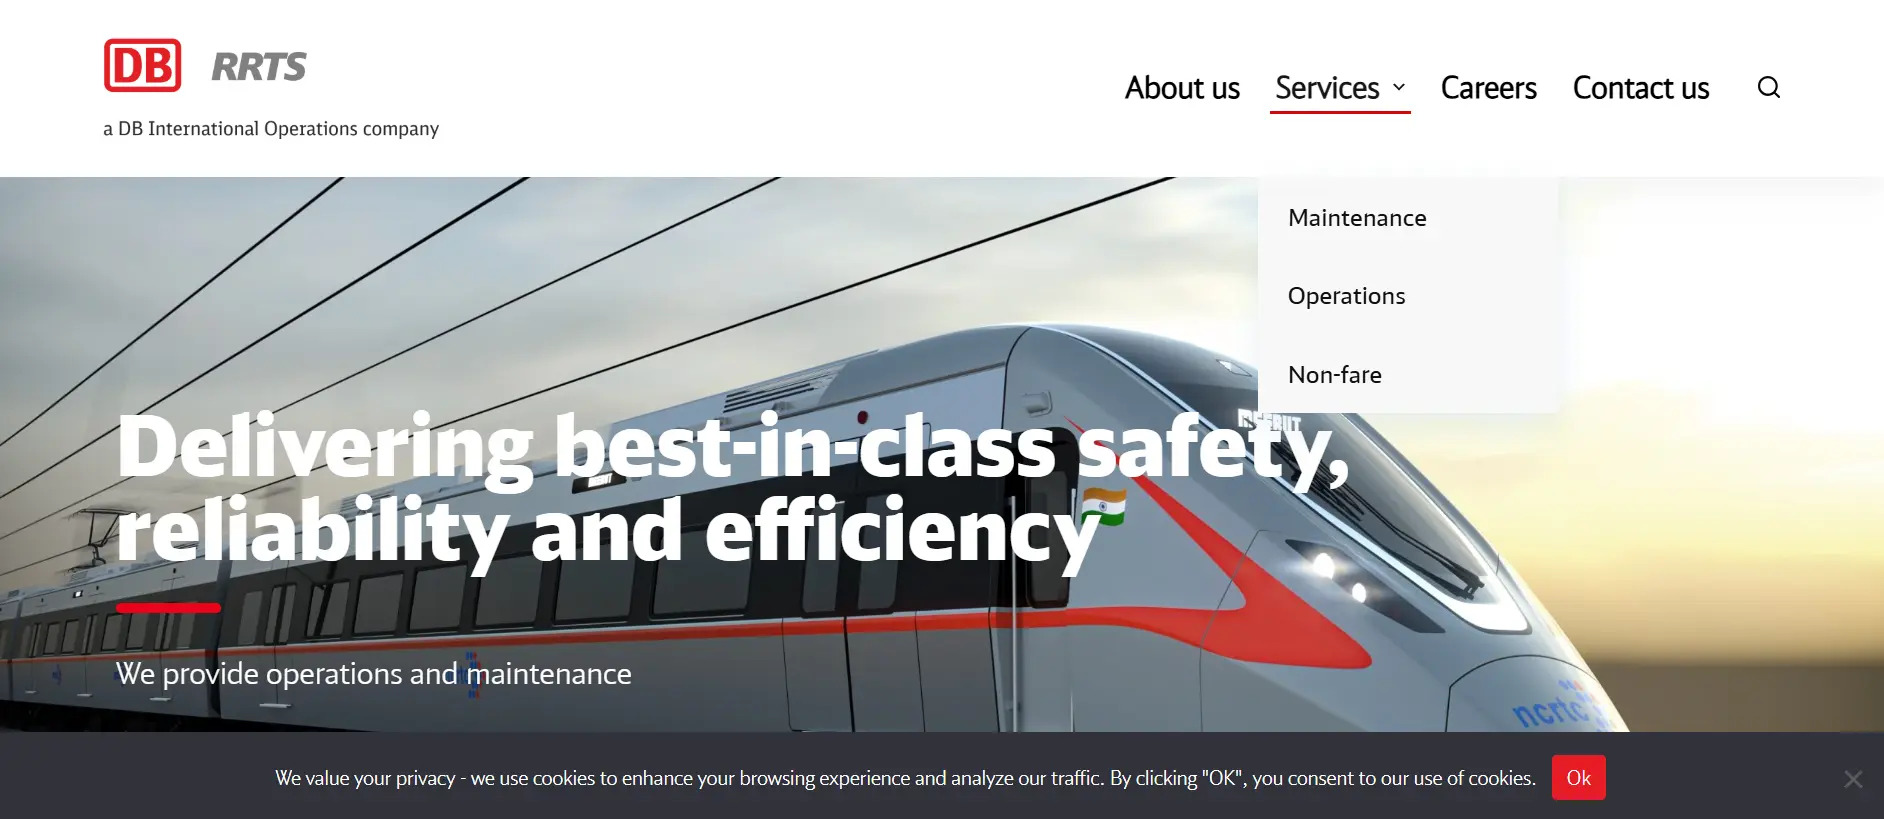 DB RRTS
a DB International Operations company
About us Services Careers Contact us
Maintenance
Operations
Non-fare
Delivering best-in-class safety,
reliability and efficiency
We provide operations and maintenance
ncrtc
We value your privacy - we use cookies to enhance your browsing experience and analyze our traffic. By clicking "OK", you consent to our use of cookies. Ok